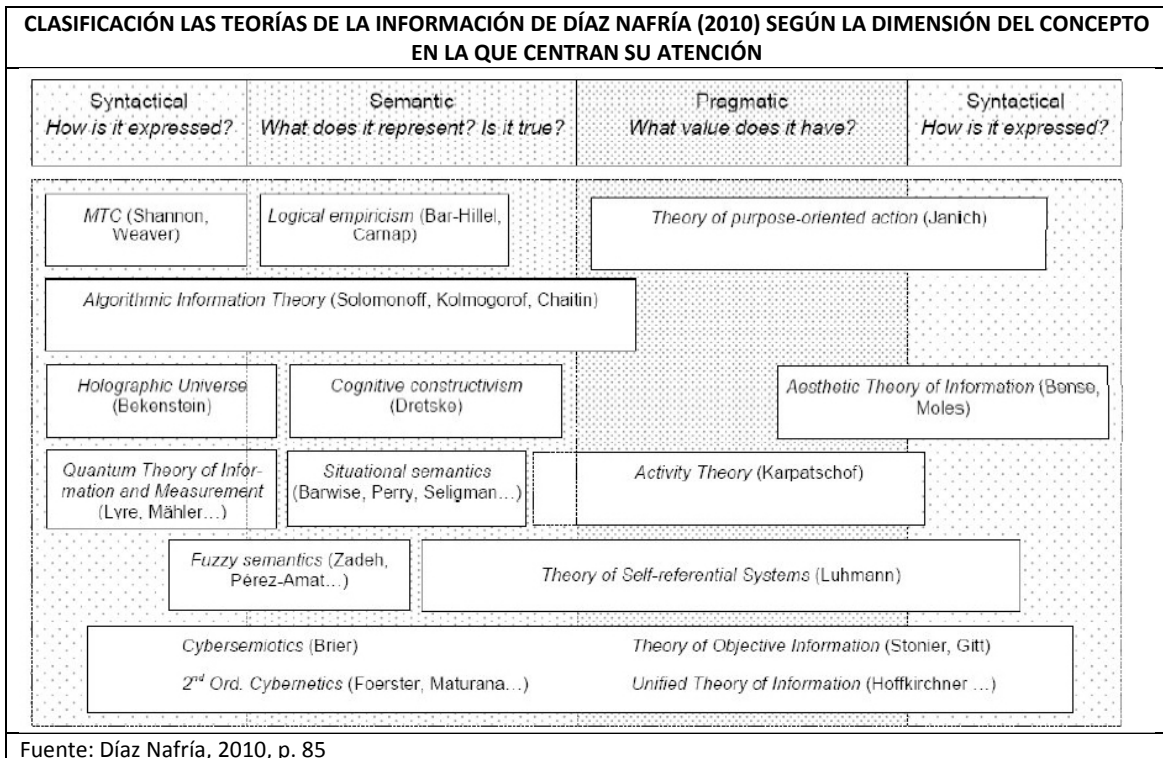 CLASIFICACIÓN LAS TEORÍAS DE LA INFORMACIÓN DE DÍAZ NAFRÍA (2010) SEGÚN LA DIMENSIÓN DEL CONCEPTO
EN LA QUE CENTRAN SU ATENCIÓN
Syntactical
How is it expressed?
Semantic
What does it represent? Is it true?
Pragmatic
What value does it have?
Syntactical
How is it expressed?
MTC (Shannon,
Weaver)
Logical empiricism (Bar-Hillel,
Carnap)
Theory of purpose-oriented action (Janich)
Algorithmic Information Theory (Solomonoff, Kolmogorof, Chaitin)
Holographic Universe
(Bekenstein)
Cognitive constructivism
(Dretske)
Aesthetic Theory of Information (Bense,
Moles)
Quantum Theory of Infor-
mation and Measurement
(Lyre, Mähler…)
Situational semantics
(Barwise, Perry, Seligman…)
Activity Theory (Karpatschof)
Fuzzy semantics (Zadeh,
Pérez-Amat…)
Theory of Self-referential Systems (Luhmann)
Cybersemiotics (Brier)
Theory of Objective Information (Stonier, Gitt)
2nd Ord. Cybernetics (Foerster, Maturana…)
Unified Theory of Information (Hoffkirchner …)
Fuente: Díaz Nafría, 2010, p. 85